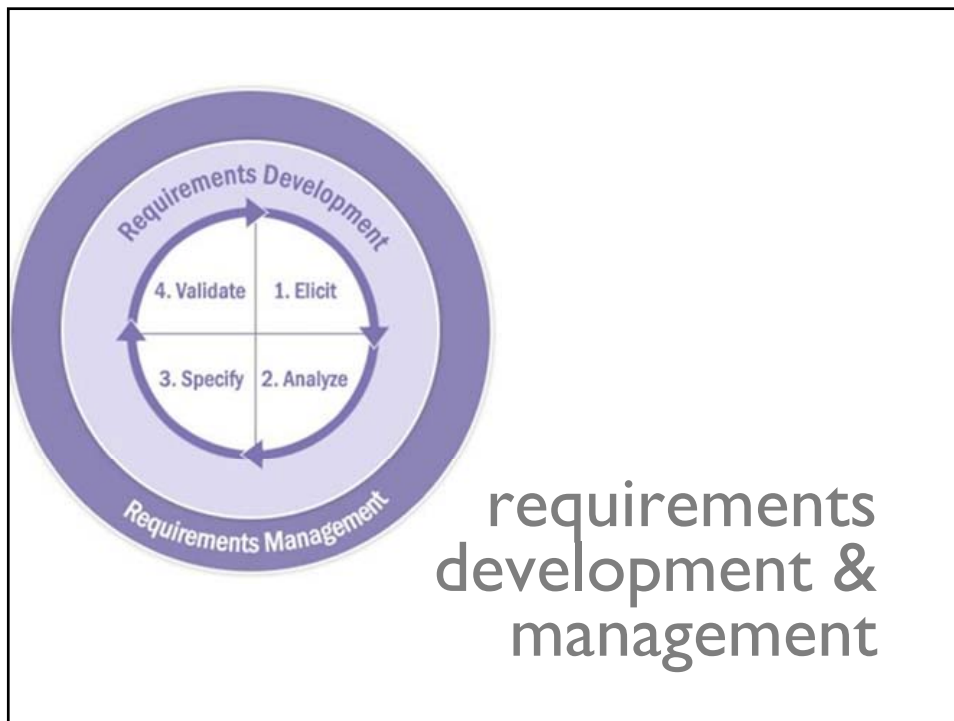 Requirements Development
4. Validate
1. Elicit
3. Specify
2. Analyze
Requirements Management
requirements
development &
management